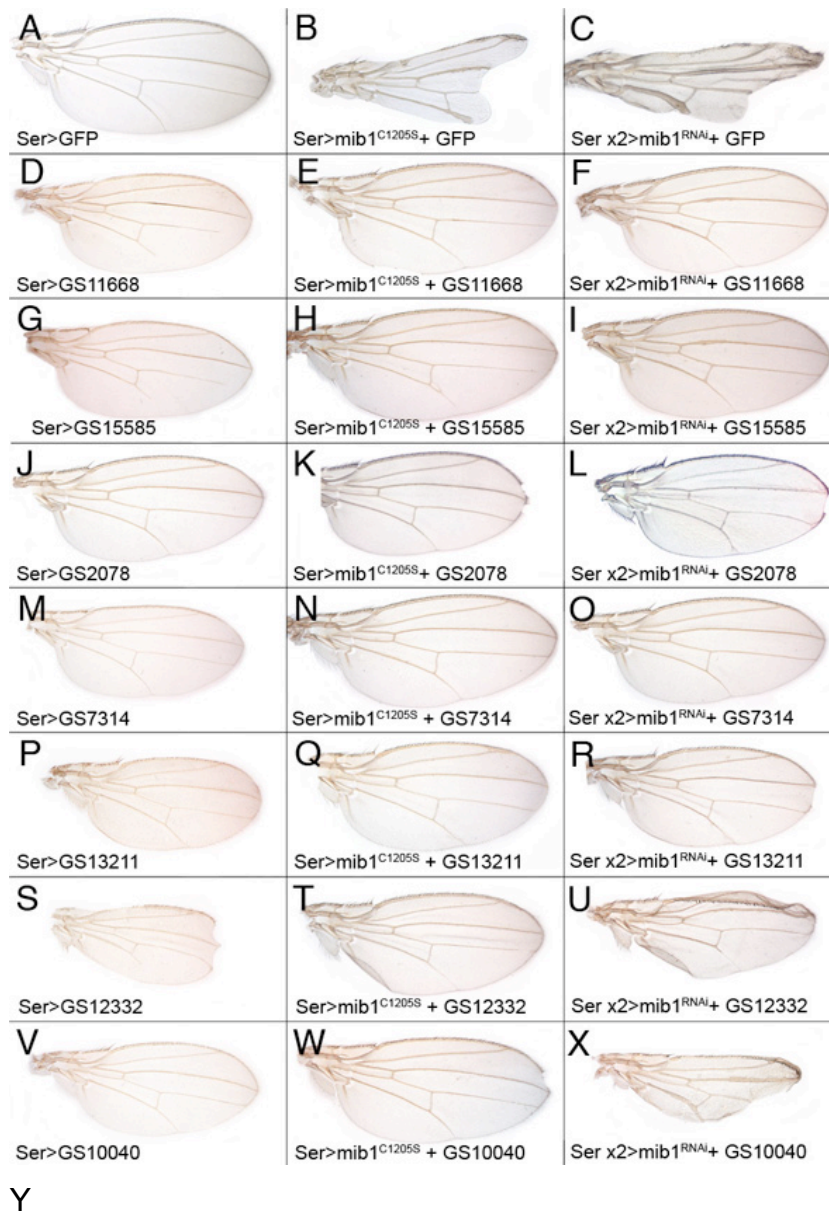 A B C
Ser>GFP Ser>mib1C1205S+ GFP Ser x2>mib1RNAi+ GFP
D E F
Ser>GS11668 Ser>mib1C1205S + GS11668 Ser x2>mib1RNAi+ GS11668
G H I
Ser>GS15585 Ser>mib1C1205S + GS15585 Ser x2>mib1RNAi+ GS15585
J K L
Ser>GS2078 Ser>mib1C1205S+ GS2078 Ser x2>mib1RNAi+ GS2078
M N O
Ser>GS7314 Ser>mib1C1205S + GS7314 Ser x2>mib1RNAi+ GS7314
P Q R
Ser>GS13211 Ser>mib1C1205S + GS13211 Ser x2>mib1RNAi+ GS13211
S T U
Ser>GS12332 Ser>mib1C1205S + GS12332 Ser x2>mib1RNAi+ GS12332
V W X
Ser>GS10040 Ser>mib1C1205S + GS10040 Ser x2>mib1RNAi+ GS10040
Y